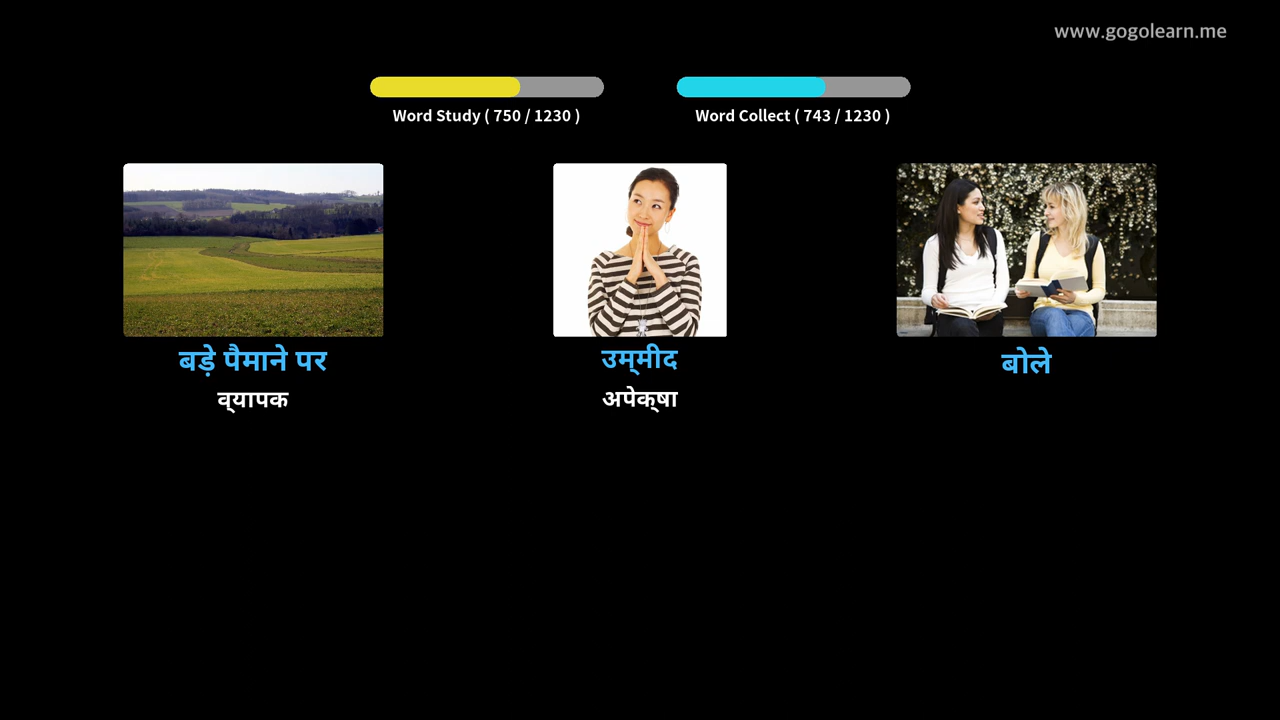 www.gogolearn.me
Word Study ( 750 / 1230 )
Word Collect ( 743 / 1230 )
बड़े पैमाने पर
व्यापक
उम्मीद
अपेक्षा
बोले